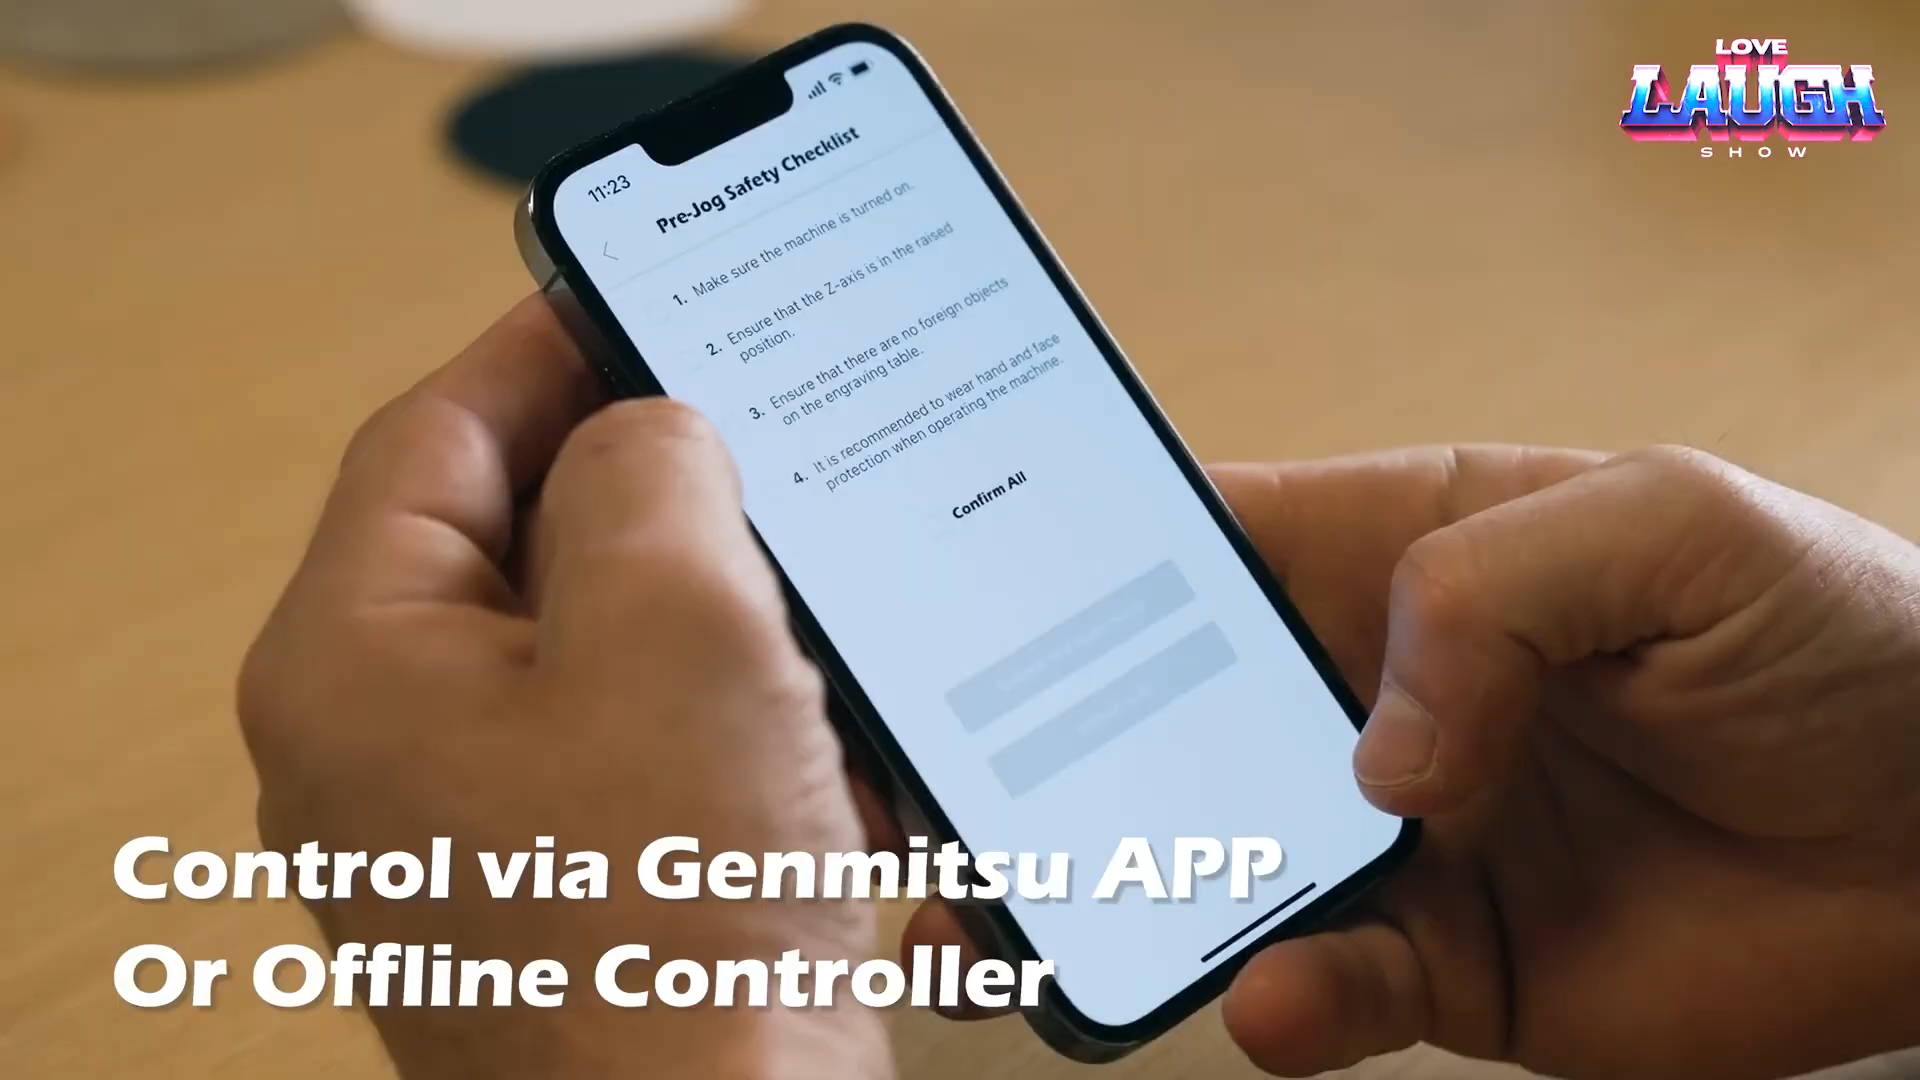 LOVE
LAUGH
SHOW
11:23
Pre-Jog Safety Checklist
1. Make sure the machine is turned on.
2. Ensure that the Z-axis is in the raised
position.
3. Ensure that there are no foreign objects
on the engraving table.
4. It is recommended to wear hand and face
protection when operating the machine.
Confirm All
Control via Genmitsu APP
Or Offline Controller